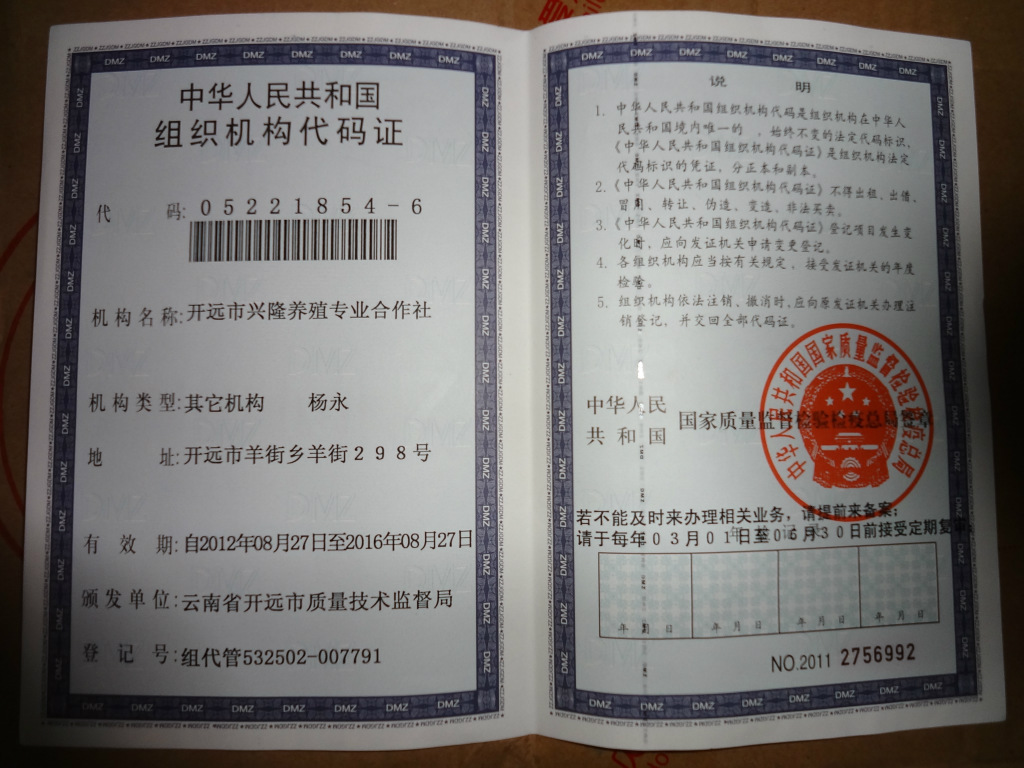 中华人民共和国
组织机构代码证
代 码: 05221854-6
机构名称:开远市兴隆养殖专业合作社
机构类型:其它机构 杨永
地 址:开远市羊街乡羊街298号
有 效 期:自2012年08月27日至2016年08月27日
颁发单位:云南省开远市质量技术监督局
登 记 号:组代管532502-007791
说 明
1. 中华人民共和国组织机构代码是组织机构在中华人
民共和国境内唯一的 、始终不变的法定代码标识,
《中华人民共和国组织机构代码证》是组织机构法定
代码标识的凭证,分正本和副本。
2.《中华人民共和国组织机构代码证》不得出租、出借、
冒用、转让、伪造、变造、非法买卖。
3.《中华人民共和国组织机构代码证》登记项目发生变
化时,应向发证机关申请变更登记。
4. 各组织机构应当按有关规定,接受发证机关的年度
检验。
5. 组织机构依法注销、撤消时,应向原发证机关办理注
销登记,并交回全部代码证。
中华人民共和国国家质量监督检验检疫总局
中华人民
共和国
国家质量监督检验检疫总局签章
年检记录
若不能及时来办理相关业务,请提前来备案;
请于每年03月01日至06月30日前接受定期复审;
年 月 日 年 月 日 年 月 日 年 月 日
NO.2011 2756992